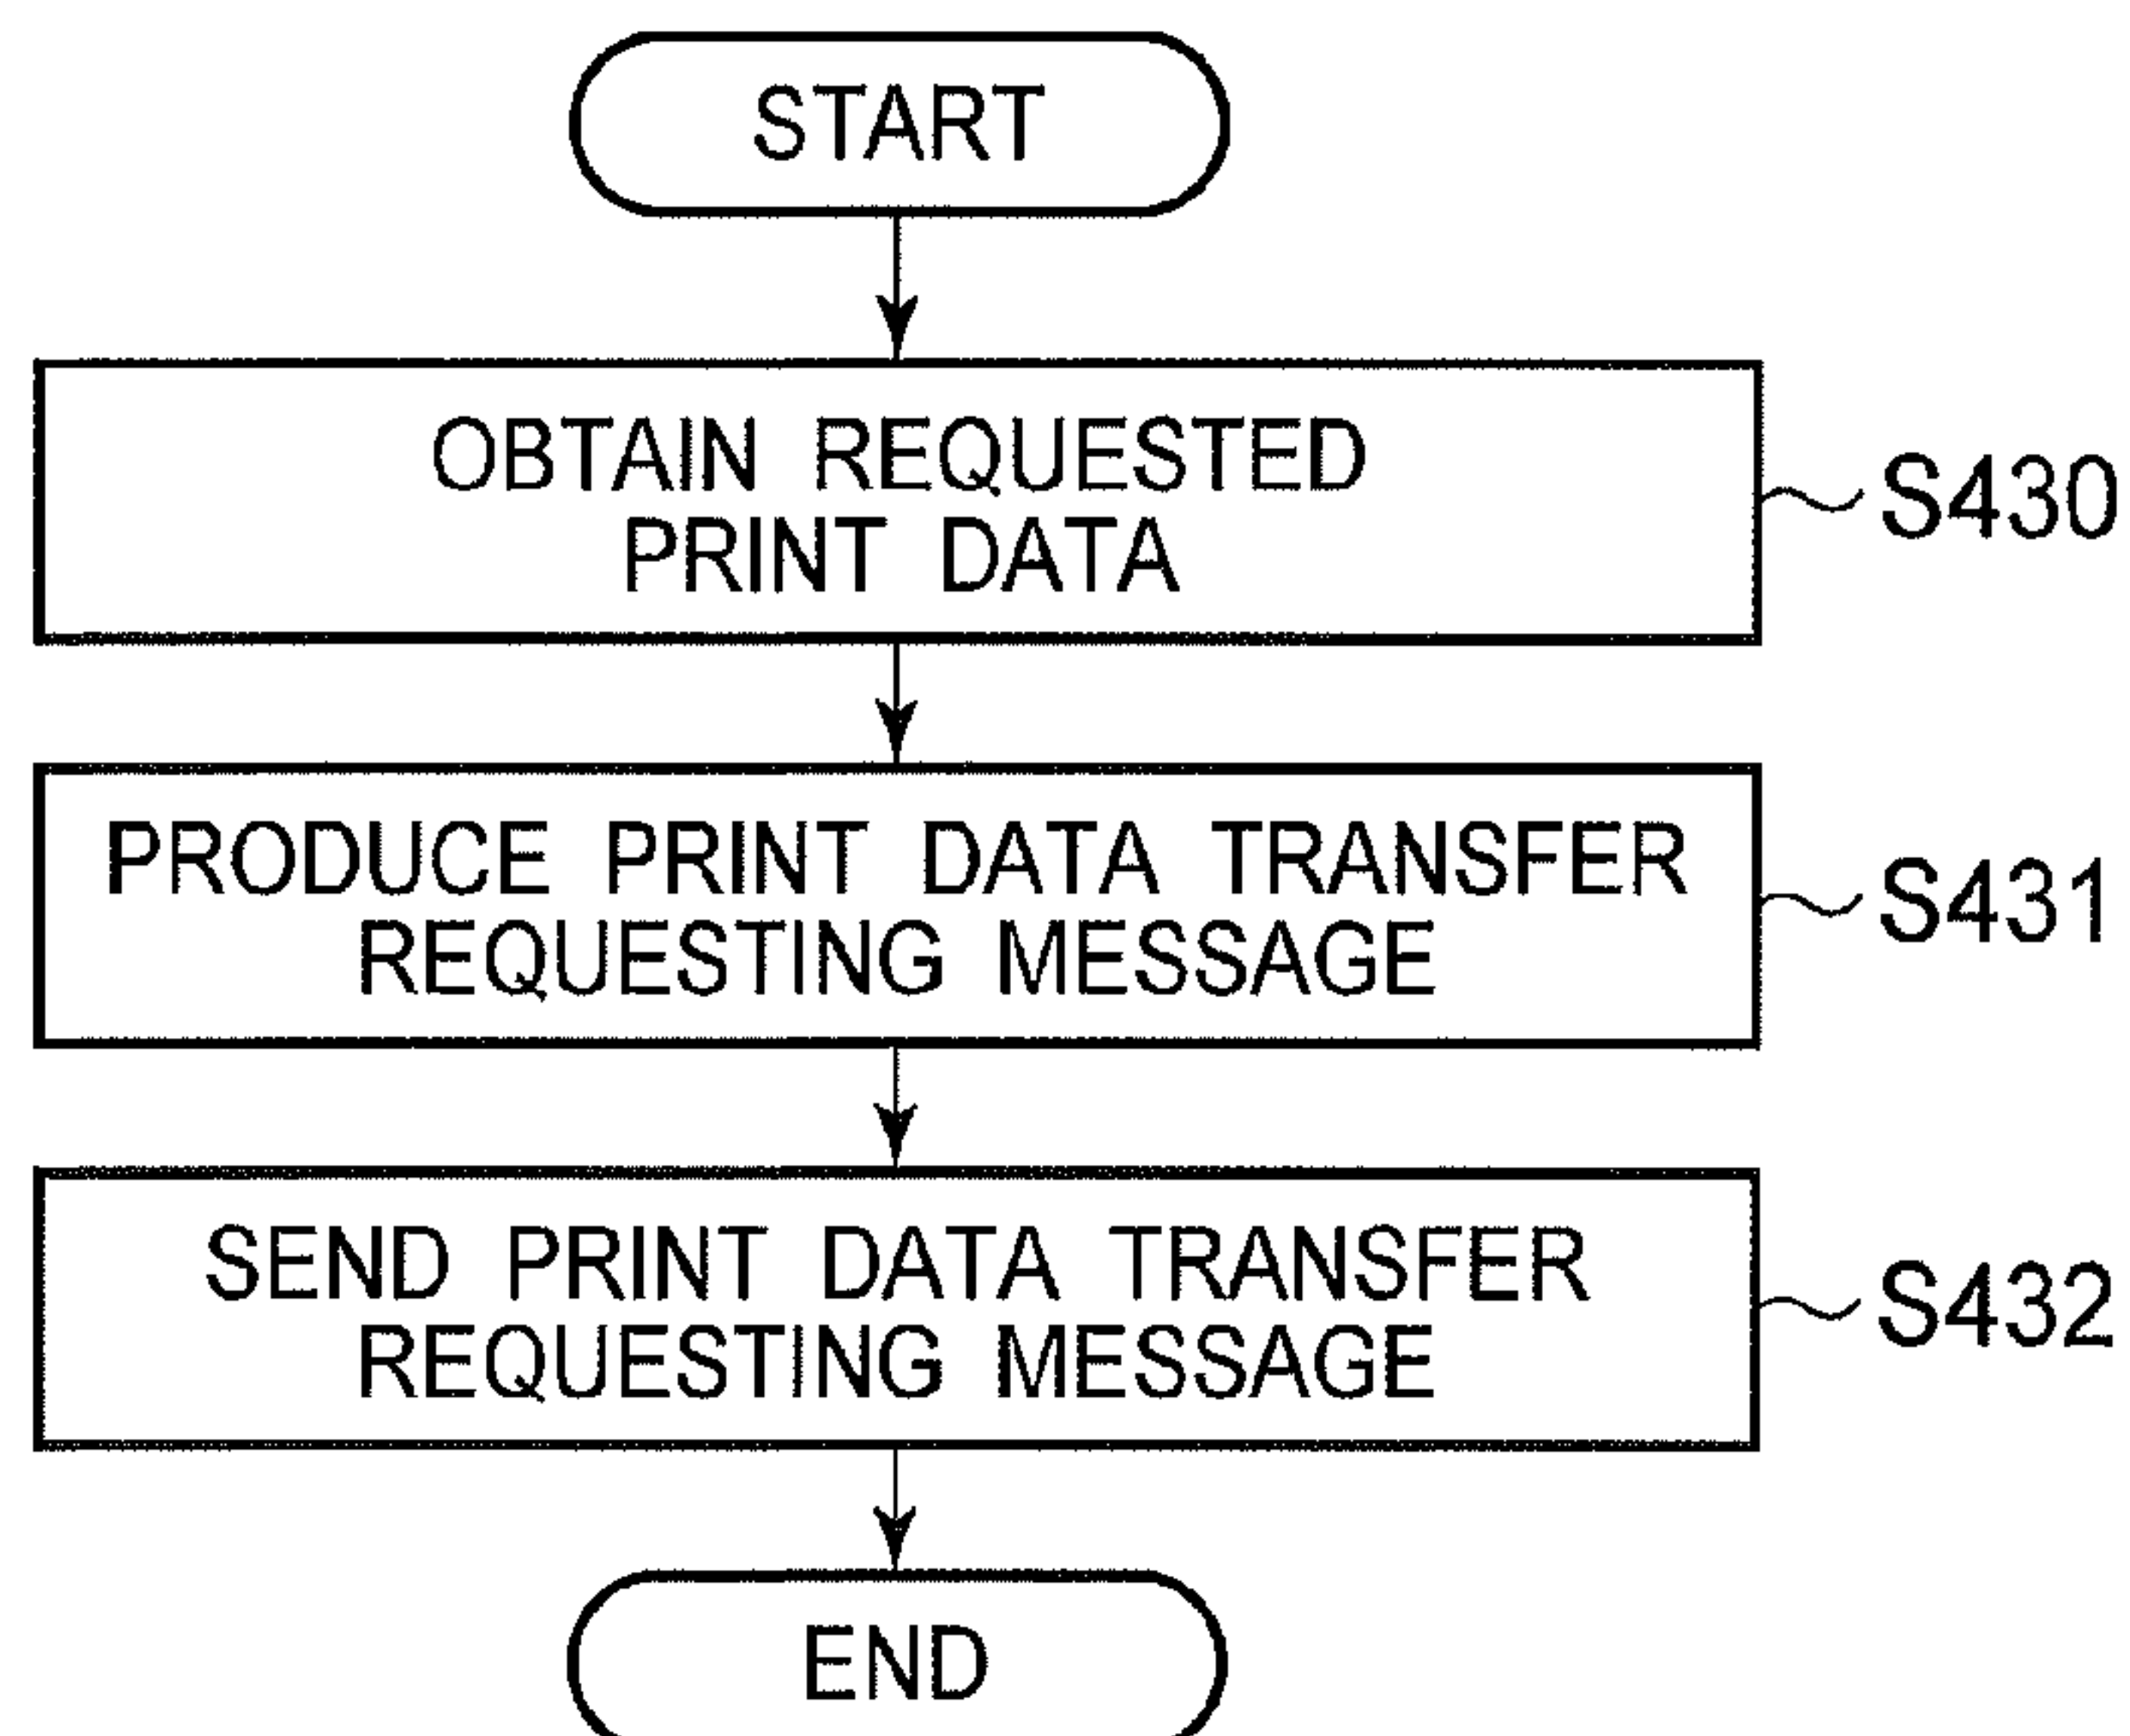 START
OBTAIN REQUESTED
PRINT DATA
S430
PRODUCE PRINT DATA TRANSFER
REQUESTING MESSAGE
S431
SEND PRINT DATA TRANSFER
REQUESTING MESSAGE
S432
END